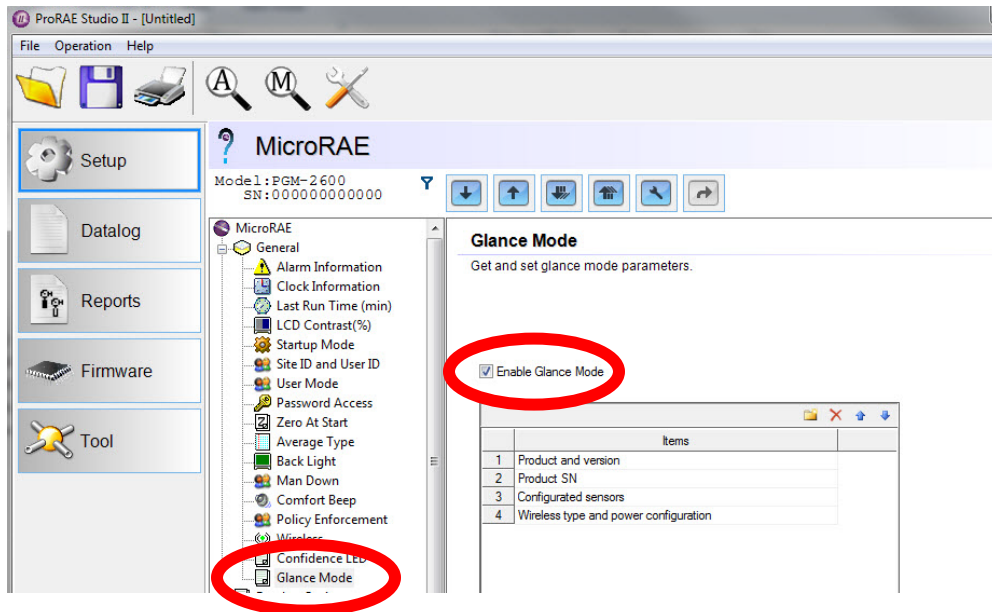 ProRAE Studio II - [Untitled]
File Operation Help
A M
Setup
Datalog
Reports
Firmware
Tool
MicroRAE
Model:PGM-2600
SN:000000000000
MicroRAE
General
Alarm Information
Clock Information
Last Run Time (min)
LCD Contrast(%)
Startup Mode
Site ID and User ID
User Mode
Password Access
Zero At Start
Average Type
Back Light
Man Down
Comfort Beep
Policy Enforcement
Wireless
Confidence LED
Glance Mode
Glance Mode
Get and set glance mode parameters.
Enable Glance Mode
Items
1 Product and version
2 Product SN
3 Configurated sensors
4 Wireless type and power configuration